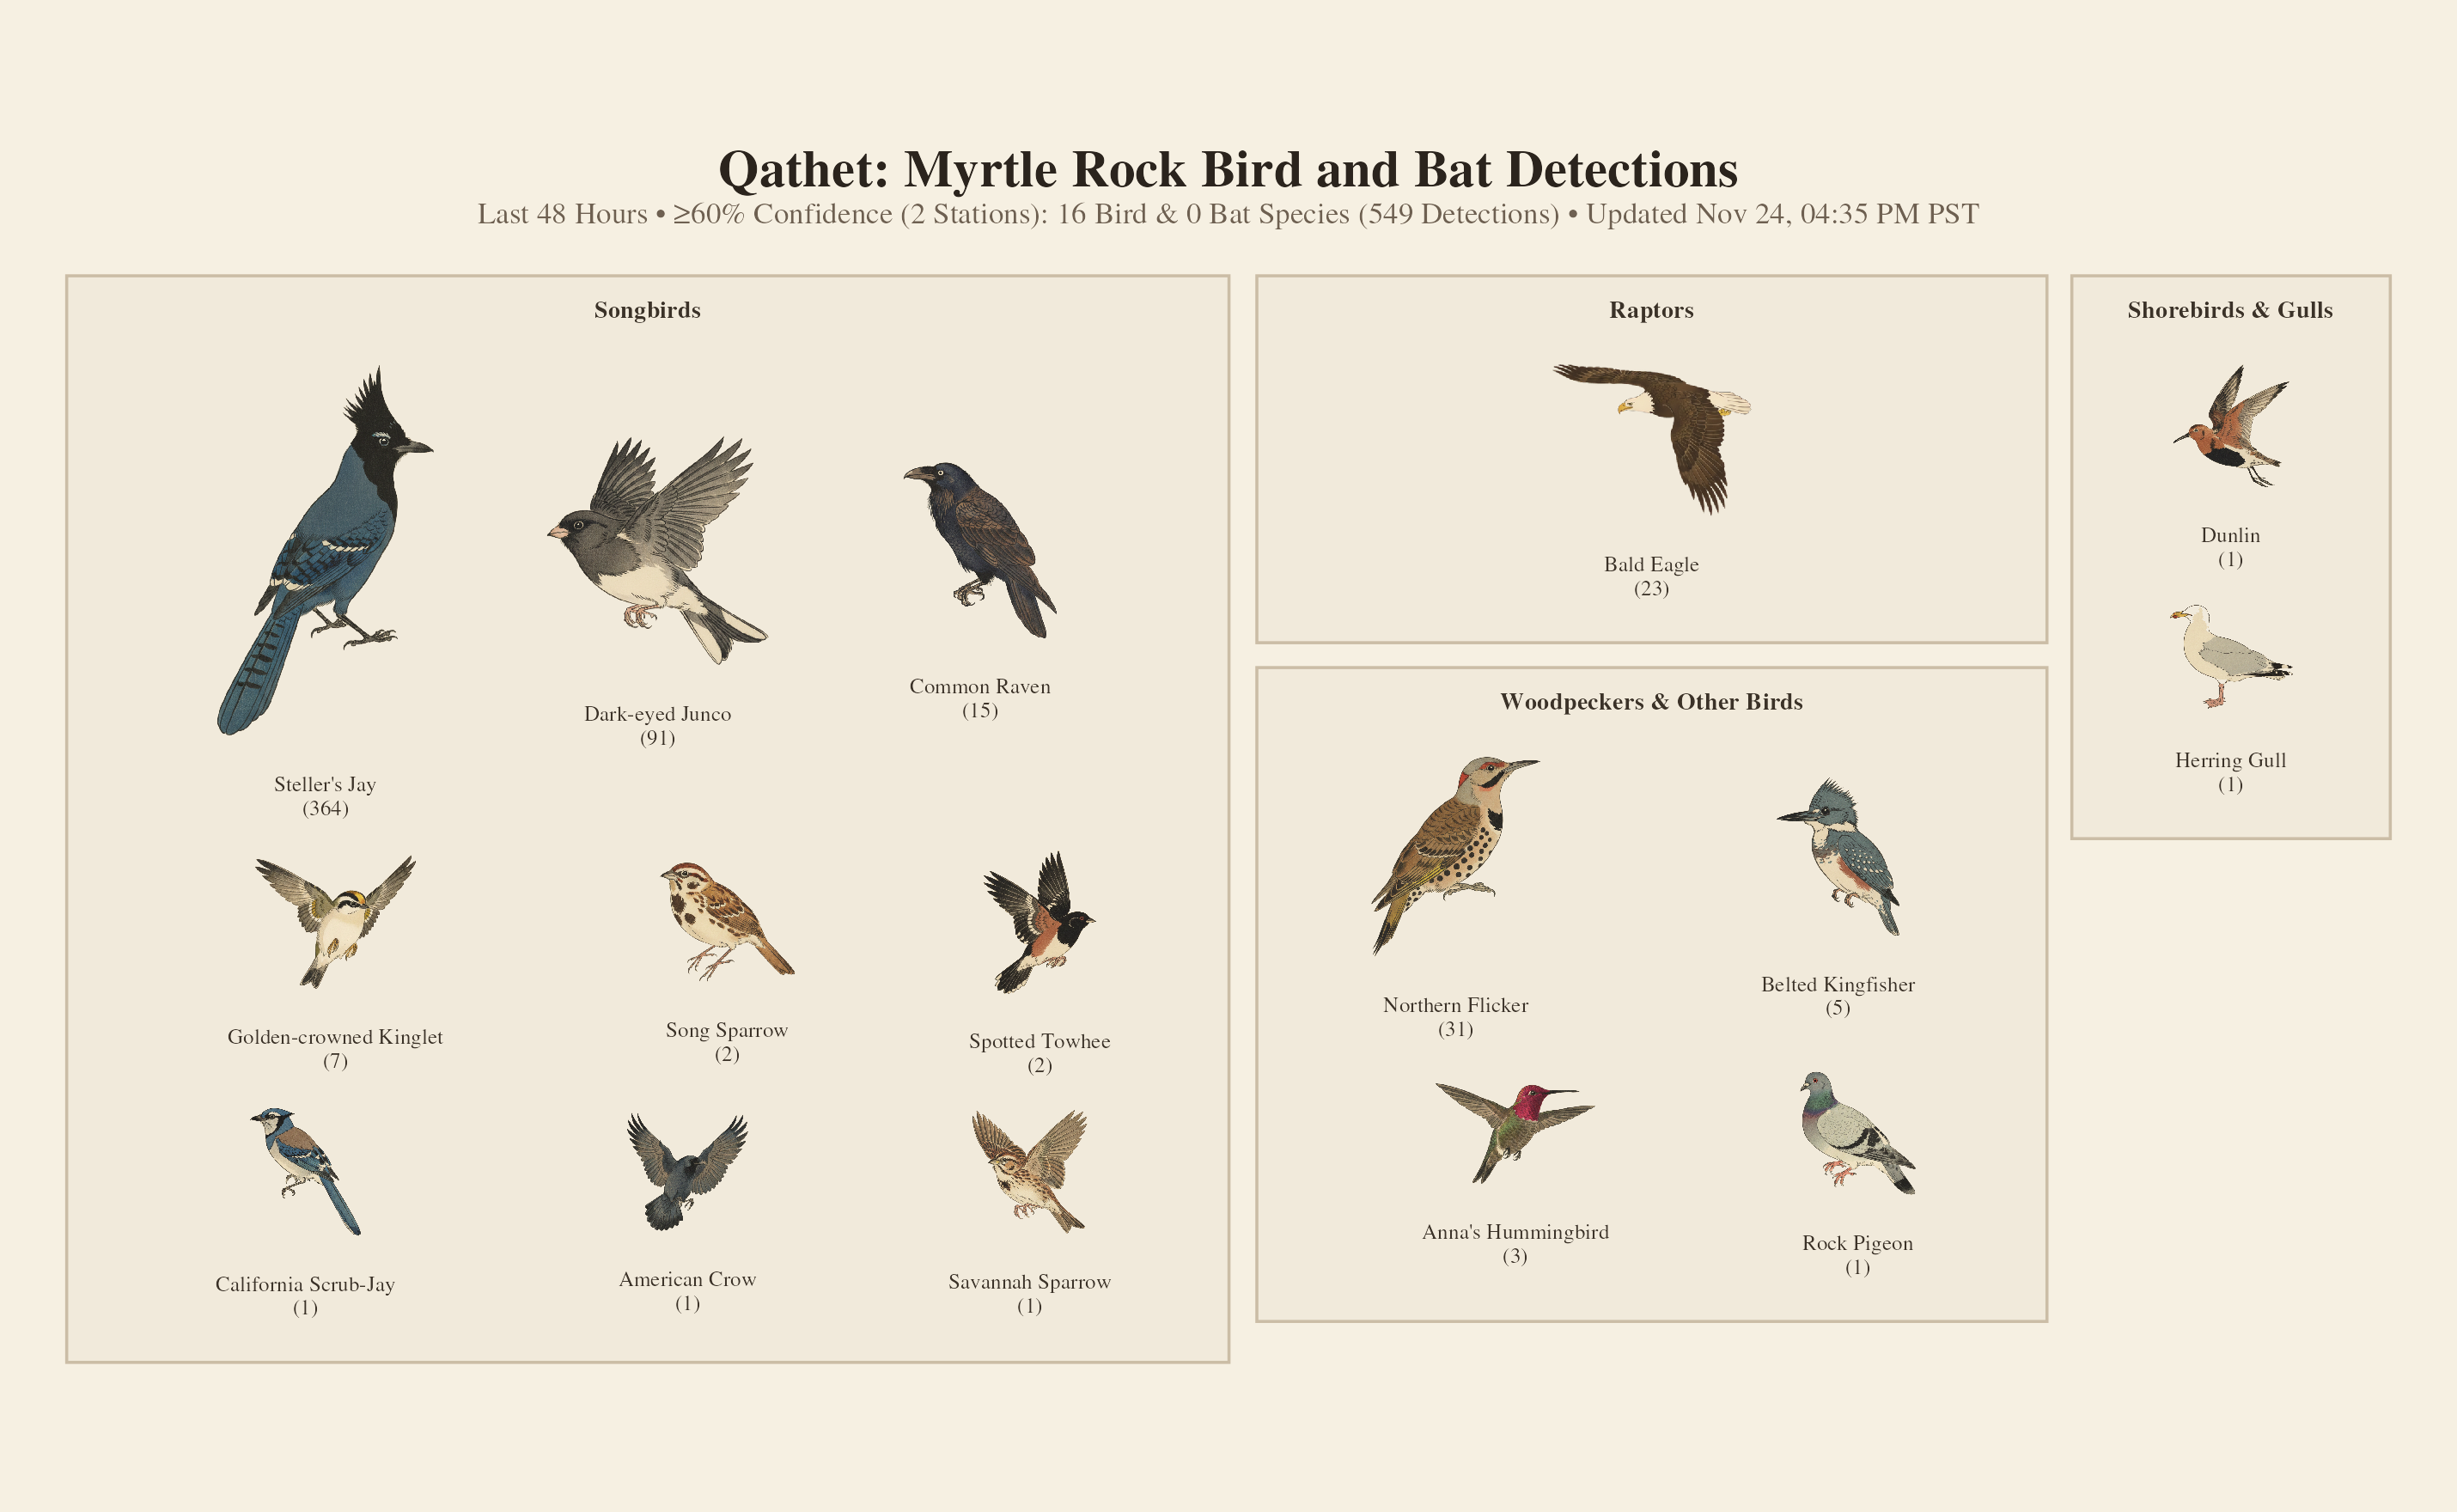 Qathet: Myrtle Rock Bird and Bat Detections
Last 48 Hours • ≥60% Confidence (2 Stations): 16 Bird & 0 Bat Species (549 Detections) • Updated Nov 24, 04:35 PM PST
Songbirds
Steller's Jay
(364)
Dark-eyed Junco
(91)
Common Raven
(15)
Golden-crowned Kinglet
(7)
Song Sparrow
(2)
Spotted Towhee
(2)
California Scrub-Jay
(1)
American Crow
(1)
Savannah Sparrow
(1)
Raptors
Bald Eagle
(23)
Woodpeckers & Other Birds
Northern Flicker
(31)
Belted Kingfisher
(5)
Anna's Hummingbird
(3)
Rock Pigeon
(1)
Shorebirds & Gulls
Dunlin
(1)
Herring Gull
(1)